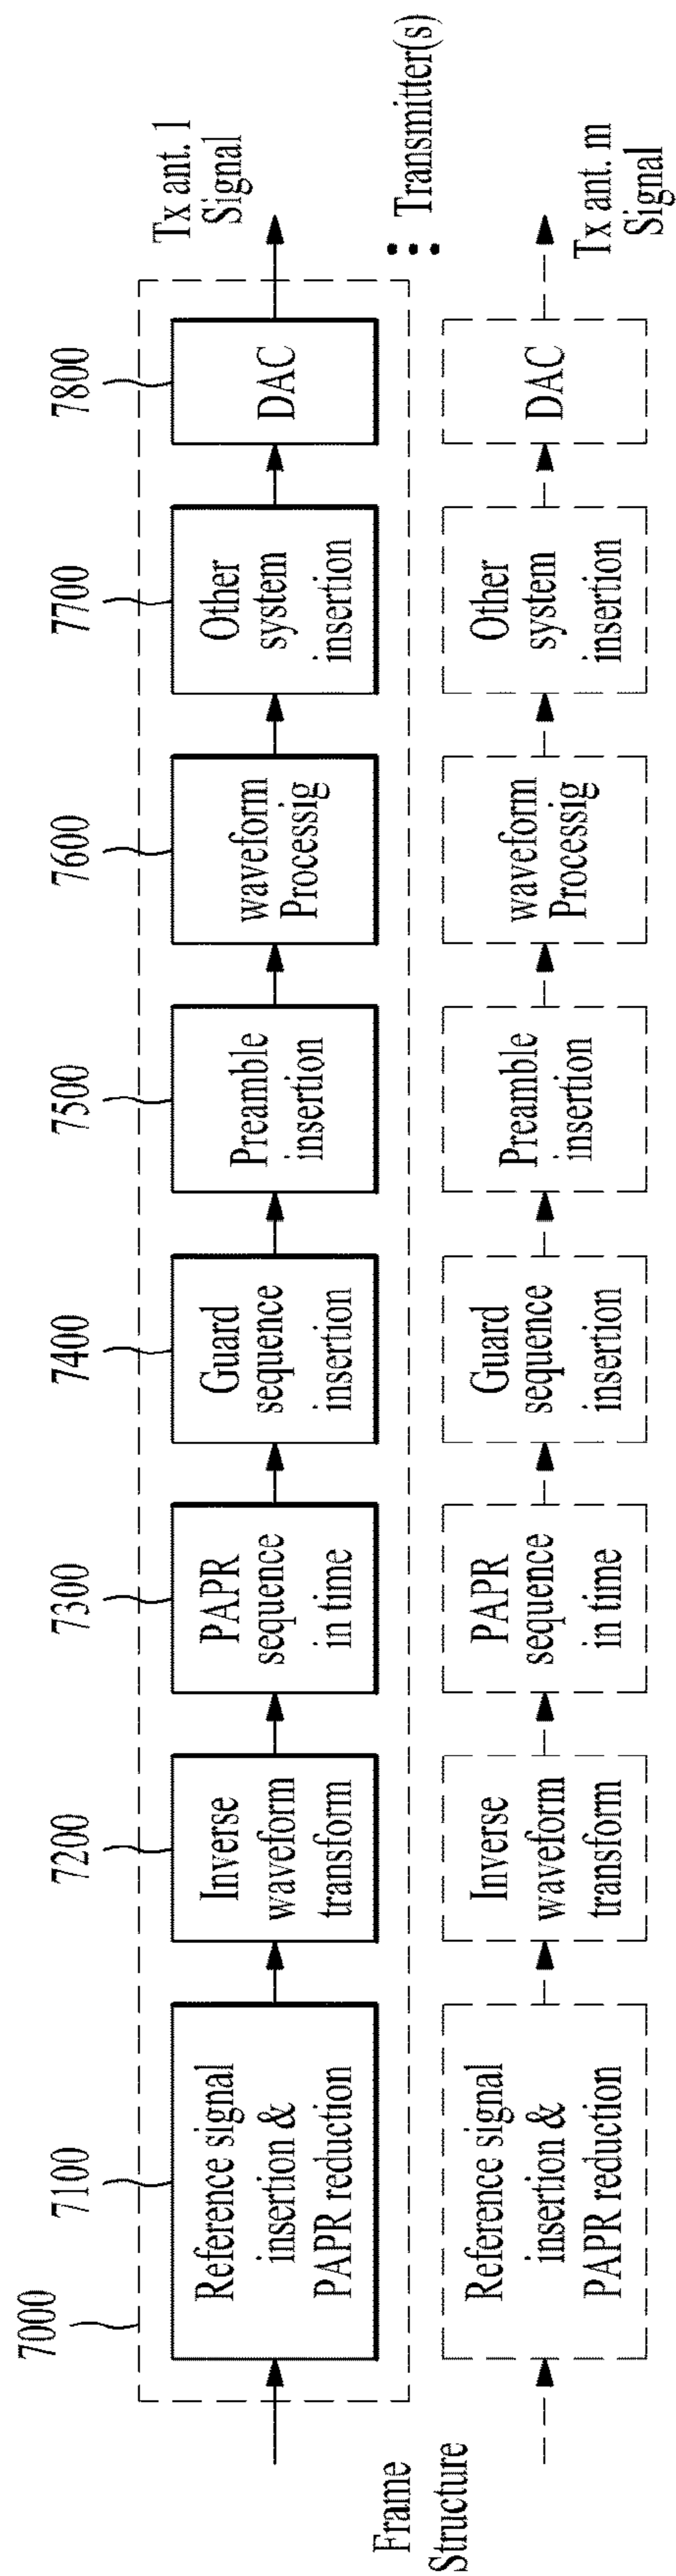 7000
7100
7200
7300
7400
7500
7600
7700
7800
Frame
Structure
Reference signal
insertion &
PAPR reduction
Inverse
waveform
transform
PAPR
sequence
in time
Guard
sequence
insertion
Preamble
insertion
waveform
Processig
Other
system
insertion
DAC
Tx ant. 1
Signal
Transmitter(s)
Reference signal
insertion &
PAPR reduction
Inverse
waveform
transform
PAPR
sequence
in time
Guard
sequence
insertion
Preamble
insertion
waveform
Processig
Other
system
insertion
DAC
Tx ant. m
Signal